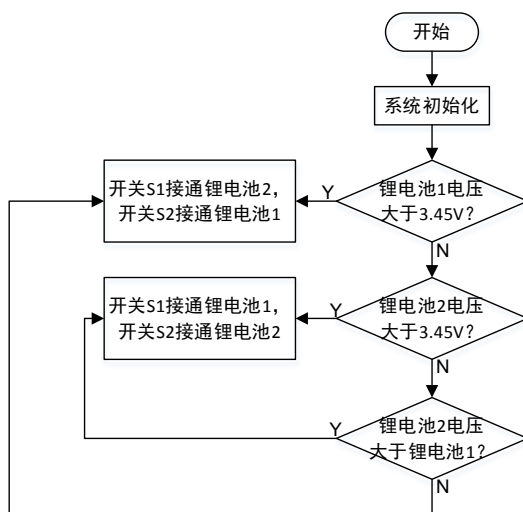 开始
系统初始化
锂电池1电压
大于3.45V？
Y
开关S1接通锂电池2，
开关S2接通锂电池1
N
锂电池2电压
大于3.45V？
Y
开关S1接通锂电池1，
开关S2接通锂电池2
N
锂电池2电压
大于锂电池1？
Y
N